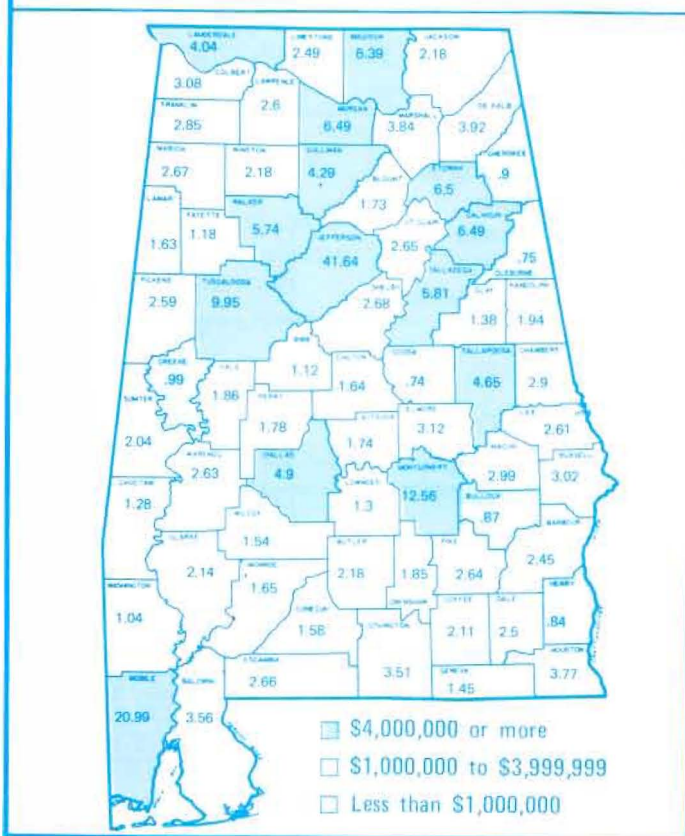 LAUDERDALE
4.04
LIMESTONE
2.49
MADISON
6.39
JACKSON
2.18
COLBERT
3.08
LAWRENCE
2.6
FRANKLIN
2.85
MORGAN
6.49
MARSHALL
3.84
DE KALB
3.92
MARION
2.67
WINSTON
2.18
CULLMAN
4.29
BLOUNT
1.73
ETOWAH
6.5
CHEROKEE
.9
LAMAR
1.63
FAYETTE
1.18
WALKER
5.74
JEFFERSON
41.64
ST CLAIR
2.65
CALHOUN
6.49
.75
CLEBURNE
PICKENS
2.59
TUSCALOOSA
9.95
SHELBY
2.68
TALLADEGA
5.81
CLAY
1.38
RANDOLPH
1.94
GREENE
.99
HALE
1.86
BIBB
1.12
CHILTON
1.64
COOSA
.74
TALLAPOOSA
4.65
CHAMBERS
2.9
SUMTER
2.04
PERRY
1.78
AUTAUGA
1.74
ELMORE
3.12
LEE
2.61
MARENGO
2.63
DALLAS
4.9
LOWNDES
1.3
MONTGOMERY
12.56
MACON
2.99
RUSSELL
3.02
CHOCTAW
1.28
WILCOX
1.54
BULLOCK
.87
BARBOUR
2.45
CLARKE
2.14
MONROE
1.65
BUTLER
2.18
1.85
CRENSHAW
PIKE
2.64
WASHINGTON
1.04
CONECUH
1.58
COVINGTON
3.51
COFFEE
2.11
DALE
2.5
HENRY
.84
ESCAMBIA
2.66
GENEVA
1.45
HOUSTON
3.77
MOBILE
20.99
BALDWIN
3.56
$4,000,000 or more
$1,000,000 to $3,999,999
Less than $1,000,000